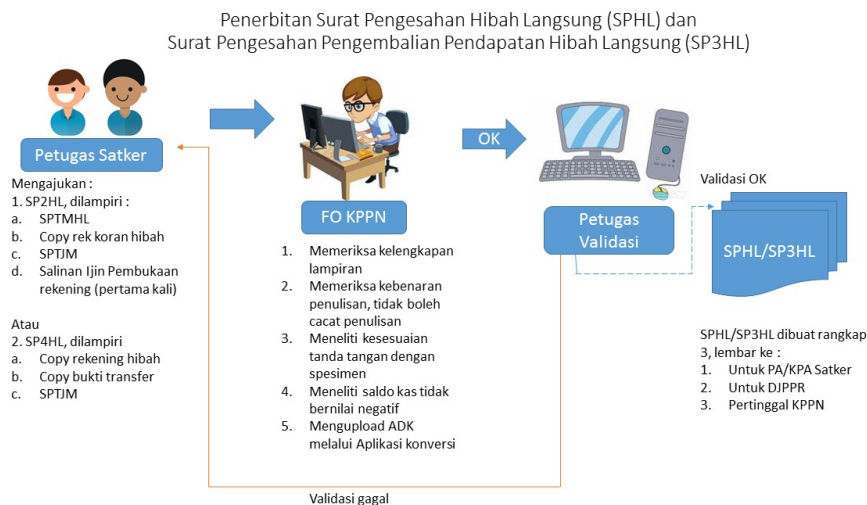 Penerbitan Surat Pengesahan Hibah Langsung (SPHL) dan
Surat Pengesahan Pengembalian Pendapatan Hibah Langsung (SP3HL)
Petugas Satker
Mengajukan :
1. SP2HL, dilampiri :
a. SPTMHL
b. Copy rek koran hibah
c. SPTJM
d. Salinan Ijin Pembukaan
rekening (pertama kali)
Atau
2. SP4HL, dilampiri
a. Copy rekening hibah
b. Copy bukti transfer
c. SPTJM
FO KPPN
1. Memeriksa kelengkapan
lampiran
2. Memeriksa kebenaran
penulisan, tidak boleh
cacat penulisan
3. Meneliti kesesuaian
tanda tangan dengan
spesimen
4. Meneliti saldo kas tidak
bernilai negatif
5. Mengupload ADK
melalui Aplikasi konversi
OK
Petugas
Validasi
Validasi OK
SPHL/SP3HL
SPHL/SP3HL dibuat rangkap
3, lembar ke :
1. Untuk PA/KPA Satker
2. Untuk DJPPR
3. Pertinggal KPPN
Validasi gagal